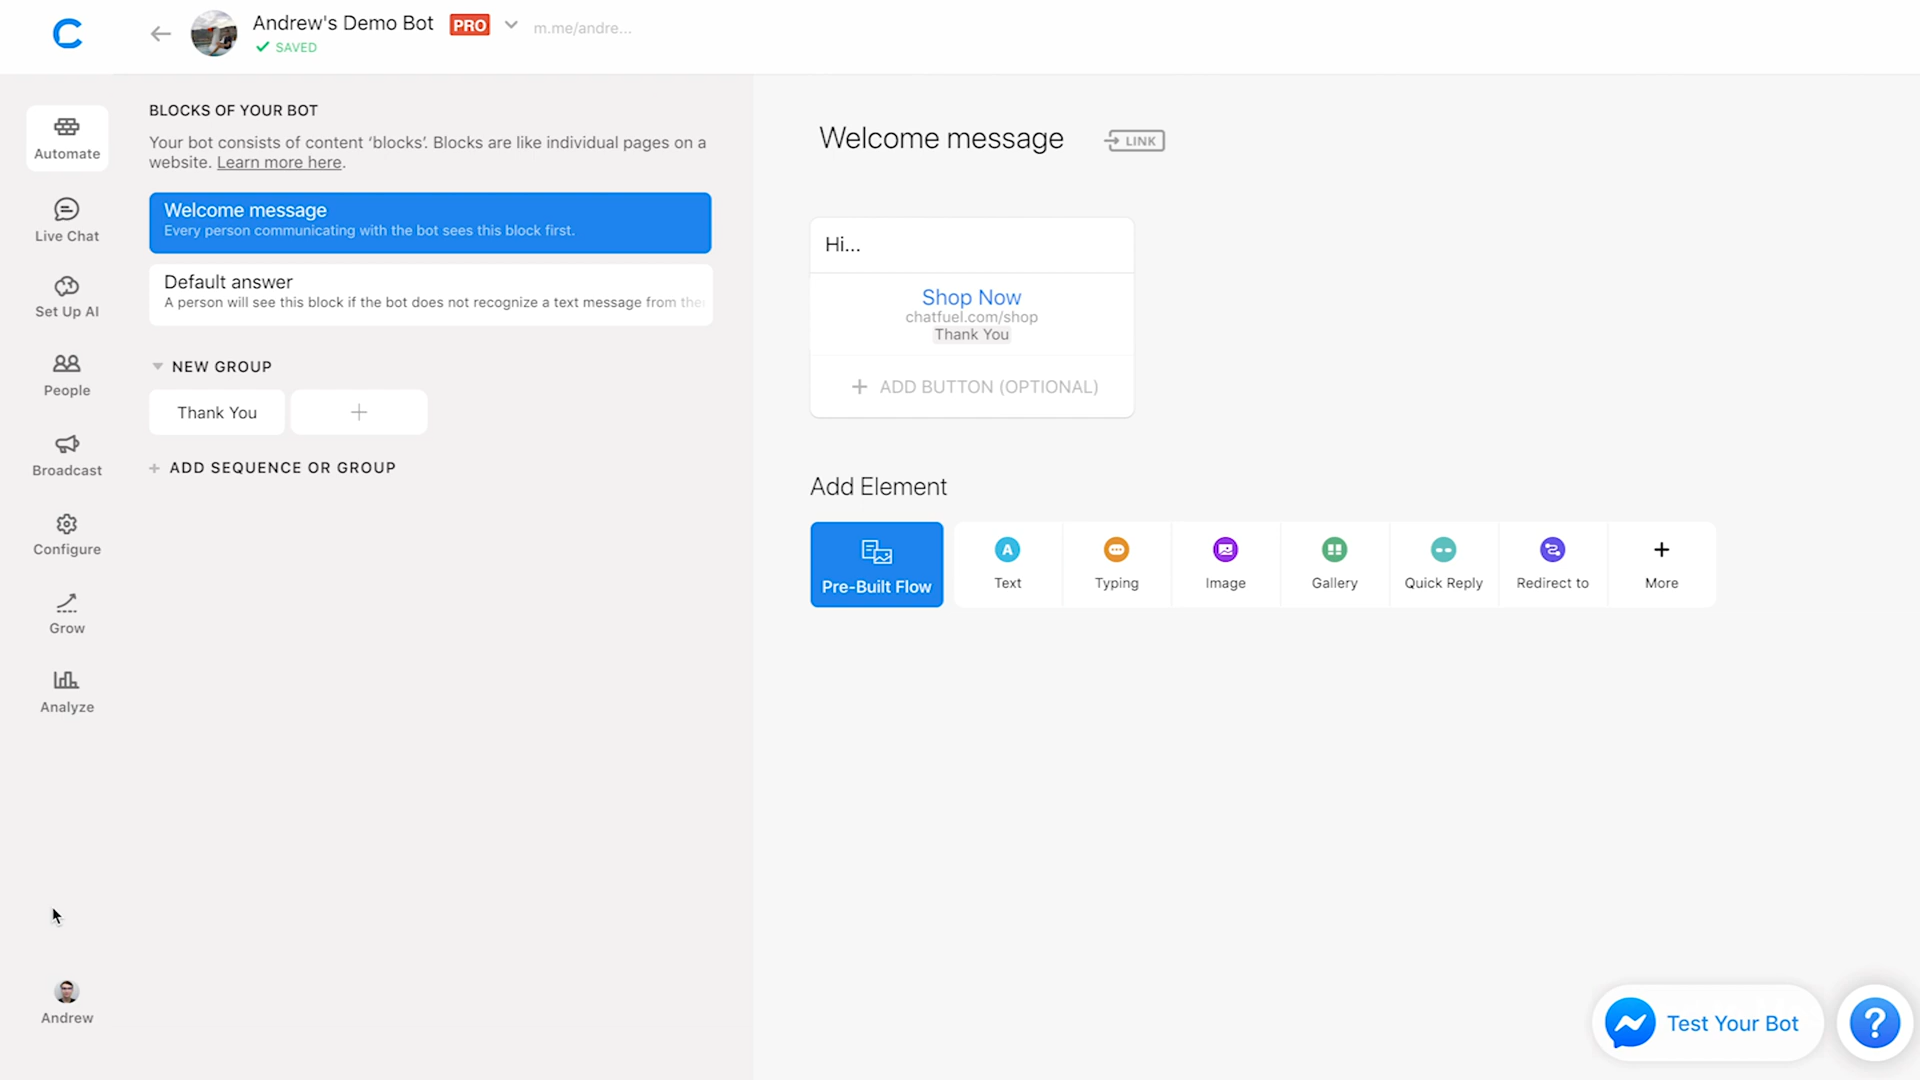 Andrew's Demo Bot PRO m.me/andre...
SAVED
Automate
Live Chat
Set Up AI
People
Broadcast
Configure
Grow
Analyze
Andrew
BLOCKS OF YOUR BOT
Your bot consists of content ‘blocks’. Blocks are like individual pages on a
website. Learn more here.
Welcome message
Every person communicating with the bot sees this block first.
Default answer
A person will see this block if the bot does not recognize a text message from
NEW GROUP
Thank You
ADD SEQUENCE OR GROUP
Welcome message LINK
Hi...
Shop Now
chatfuel.com/shop
Thank You
ADD BUTTON (OPTIONAL)
Add Element
Pre-Built Flow
Text
Typing
Image
Gallery
Quick Reply
Redirect to
More
Test Your Bot